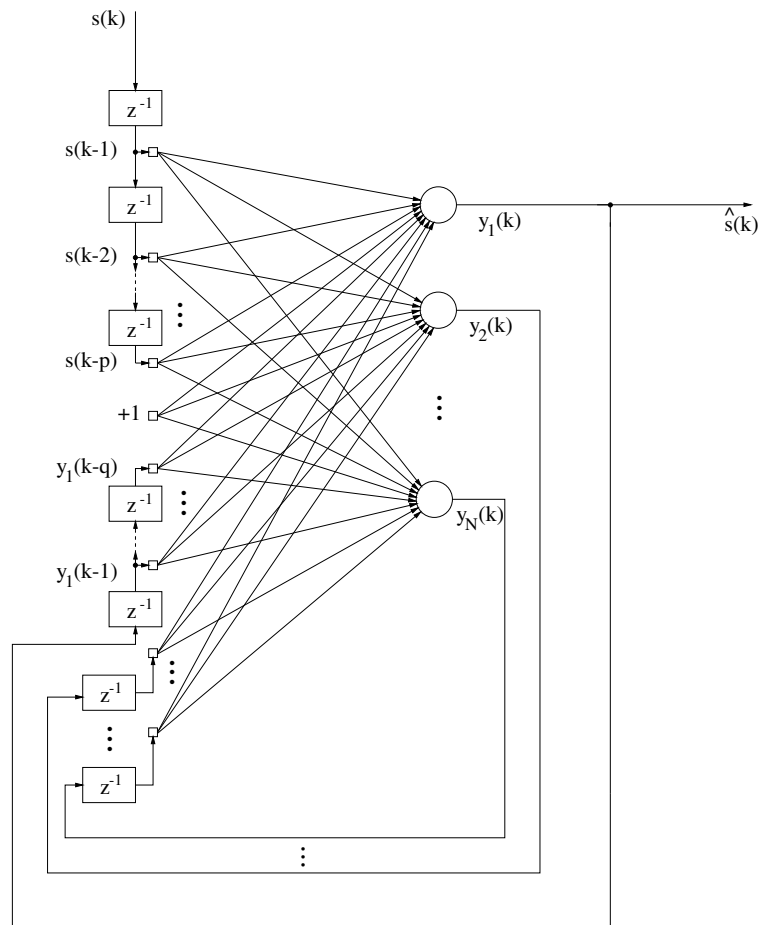 s(k)
z⁻¹
s(k-1)
z⁻¹
y₁(k)
ŝ(k)
s(k-2)
z⁻¹
y₂(k)
s(k-p)
+1
y₁(k-q)
z⁻¹
y_N(k)
y₁(k-1)
z⁻¹
z⁻¹
z⁻¹